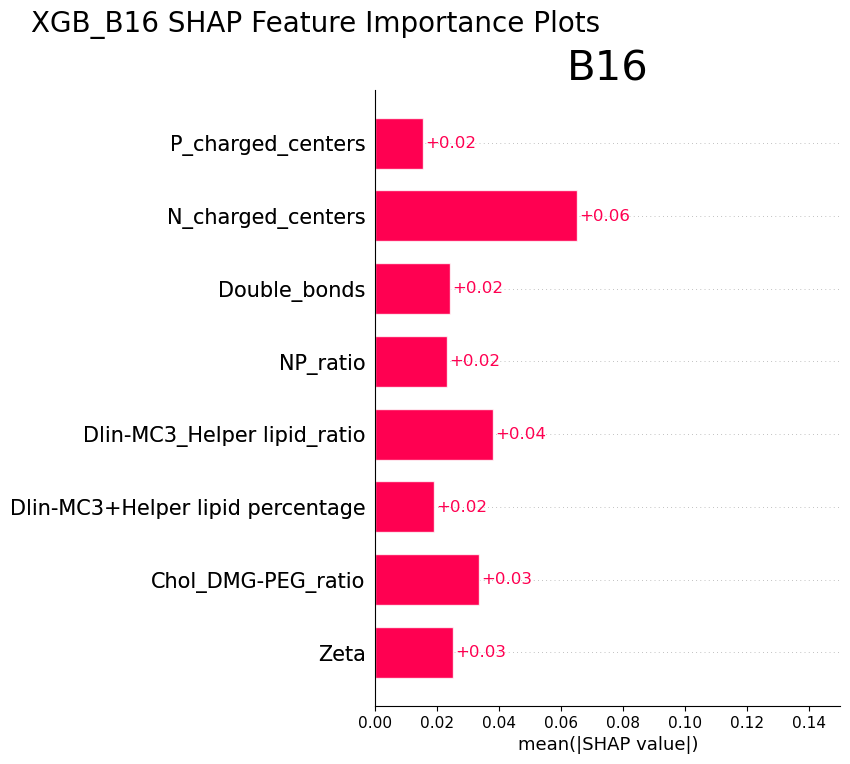 XGB_B16 SHAP Feature Importance Plots
B16
P_charged_centers
+0.02
N_charged_centers
+0.06
Double_bonds
+0.02
NP_ratio
+0.02
Dlin-MC3_Helper lipid_ratio
+0.04
Dlin-MC3+Helper lipid percentage
+0.02
Chol_DMG-PEG_ratio
+0.03
Zeta
+0.03
0.00 0.02 0.04 0.06 0.08 0.10 0.12 0.14
mean(|SHAP value|)